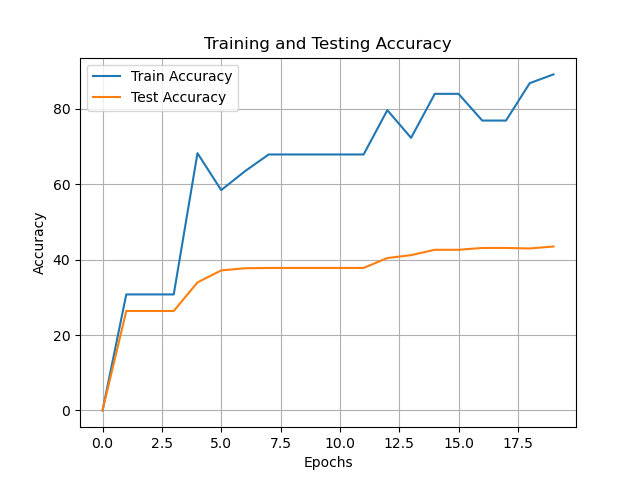 Training and Testing Accuracy
Train Accuracy
Test Accuracy
Accuracy
80
60
40
20
0
0.0 2.5 5.0 7.5 10.0 12.5 15.0 17.5
Epochs